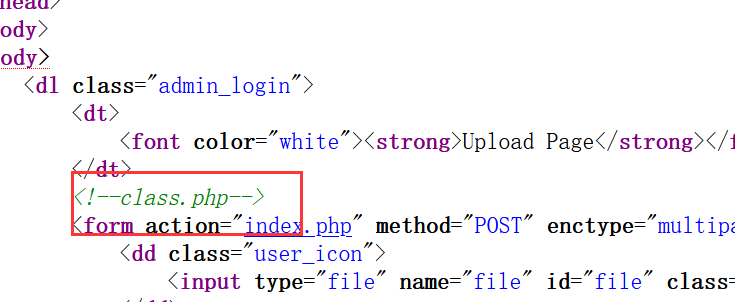 head>
ody>
ody>
<dl class="admin_login">
<dt>
<font color="white"><strong>Upload Page</strong></f
</dt>
<!--class.php-->
<form action="index.php" method="POST" enctype="multipa
<dd class="user_icon">
<input type="file" name="file" id="file" class=
</dd>